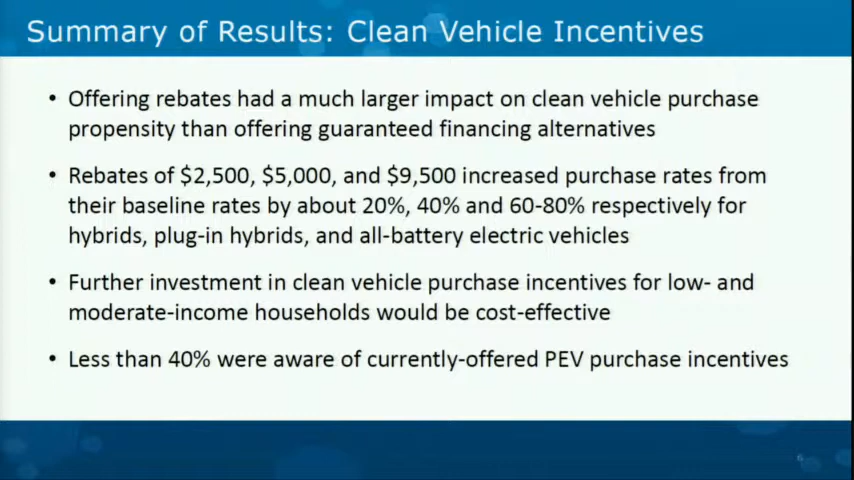 Summary of Results: Clean Vehicle Incentives
• Offering rebates had a much larger impact on clean vehicle purchase
propensity than offering guaranteed financing alternatives
• Rebates of $2,500, $5,000, and $9,500 increased purchase rates from
their baseline rates by about 20%, 40% and 60-80% respectively for
hybrids, plug-in hybrids, and all-battery electric vehicles
• Further investment in clean vehicle purchase incentives for low- and
moderate-income households would be cost-effective
• Less than 40% were aware of currently-offered PEV purchase incentives
6